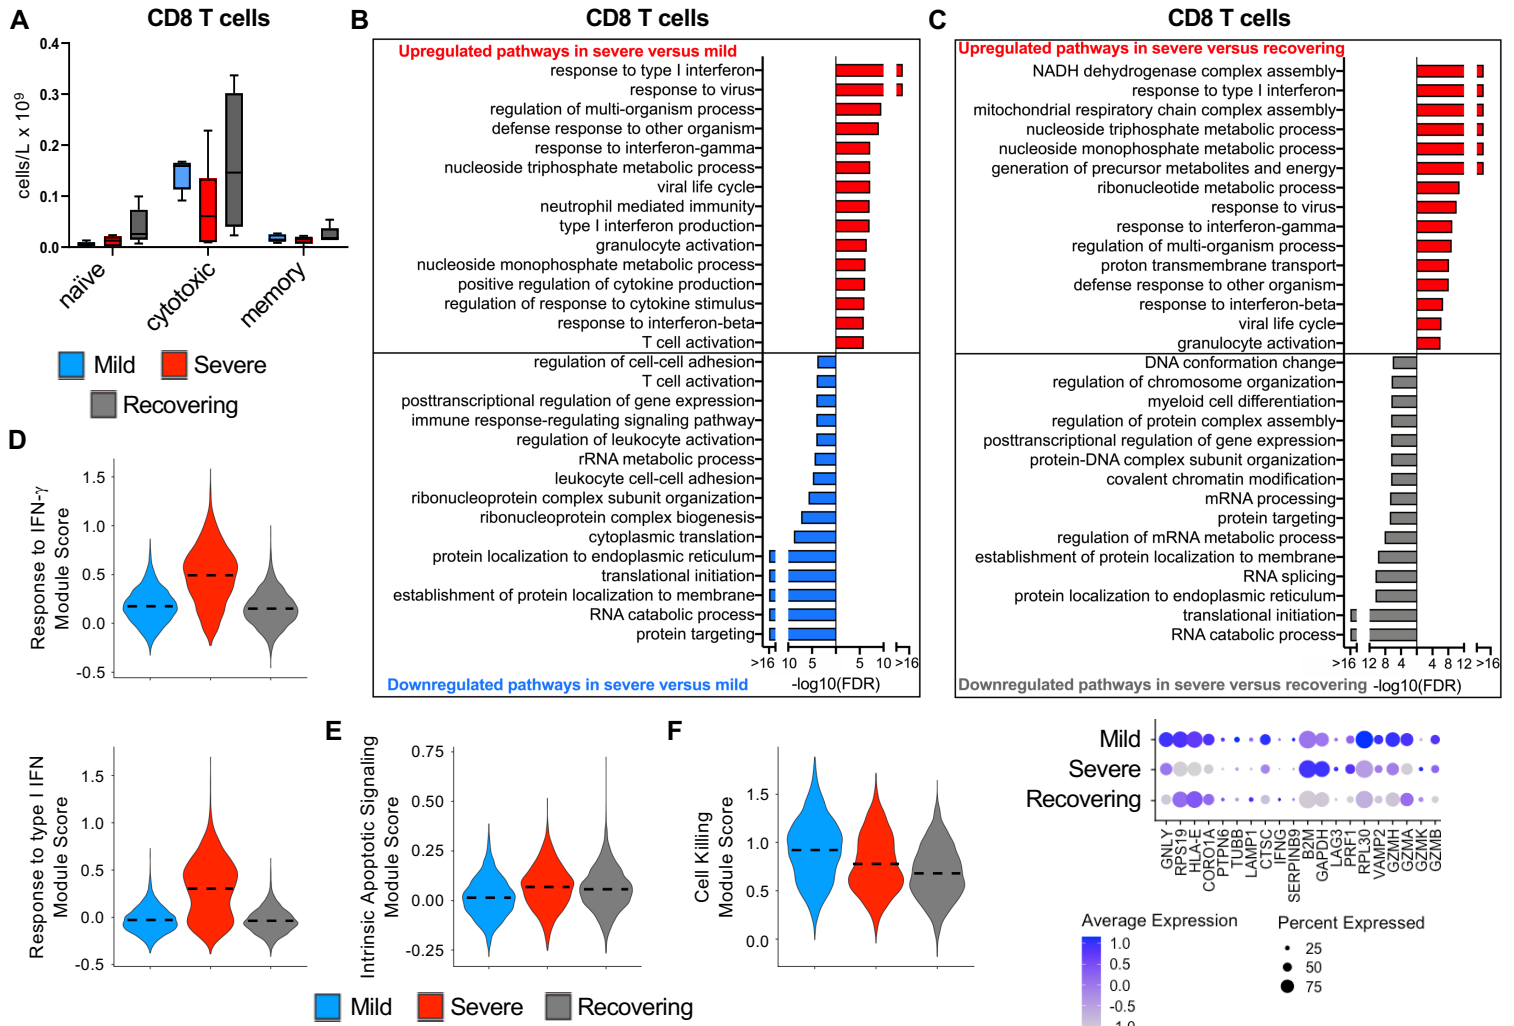 A
CD8 T cells
cells/L x 10⁹
0.4
0.3
0.2
0.1
0.0
naïve
cytotoxic
memory
Mild
Severe
Recovering
B
CD8 T cells
Upregulated pathways in severe versus mild
response to type I interferon
response to virus
regulation of multi-organism process
defense response to other organism
response to interferon-gamma
nucleoside triphosphate metabolic process
viral life cycle
neutrophil mediated immunity
type I interferon production
granulocyte activation
nucleoside monophosphate metabolic process
positive regulation of cytokine production
regulation of response to cytokine stimulus
response to interferon-beta
T cell activation
regulation of cell-cell adhesion
T cell activation
posttranscriptional regulation of gene expression
immune response-regulating signaling pathway
regulation of leukocyte activation
rRNA metabolic process
leukocyte cell-cell adhesion
ribonucleoprotein complex subunit organization
ribonucleoprotein complex biogenesis
cytoplasmic translation
protein localization to endoplasmic reticulum
translational initiation
establishment of protein localization to membrane
RNA catabolic process
protein targeting
>16 10 5 5 10 >16
Downregulated pathways in severe versus mild
-log10(FDR)
C
CD8 T cells
Upregulated pathways in severe versus recovering
NADH dehydrogenase complex assembly
response to type I interferon
mitochondrial respiratory chain complex assembly
nucleoside triphosphate metabolic process
nucleoside monophosphate metabolic process
generation of precursor metabolites and energy
ribonucleotide metabolic process
response to virus
response to interferon-gamma
regulation of multi-organism process
proton transmembrane transport
defense response to other organism
response to interferon-beta
viral life cycle
granulocyte activation
DNA conformation change
regulation of chromosome organization
myeloid cell differentiation
regulation of protein complex assembly
posttranscriptional regulation of gene expression
protein-DNA complex subunit organization
covalent chromatin modification
mRNA processing
protein targeting
regulation of mRNA metabolic process
establishment of protein localization to membrane
RNA splicing
protein localization to endoplasmic reticulum
translational initiation
RNA catabolic process
>16 12 8 4 4 8 12 >16
Downregulated pathways in severe versus recovering
-log10(FDR)
D
Response to IFN-γ
Module Score
1.5
1.0
0.5
0.0
-0.5
Response to type I IFN
Module Score
1.5
1.0
0.5
0.0
-0.5
E
Intrinsic Apoptotic Signaling
Module Score
0.75
0.50
0.25
0.00
-0.25
F
Cell Killing
Module Score
1.5
1.0
0.5
0.0
Mild
Severe
Recovering
Mild
Severe
Recovering
GNLY
RPS19
HLA-E
CORO1A
PTPN6
TUBB
LAMP1
CTSC
IFNG
SERPINB9
B2M
GAPDH
LAG3
PRF1
RPL30
VAMP2
GZMH
GZMA
GZMK
GZMB
Average Expression
1.0
0.5
0.0
-0.5
-1.0
Percent Expressed
25
50
75